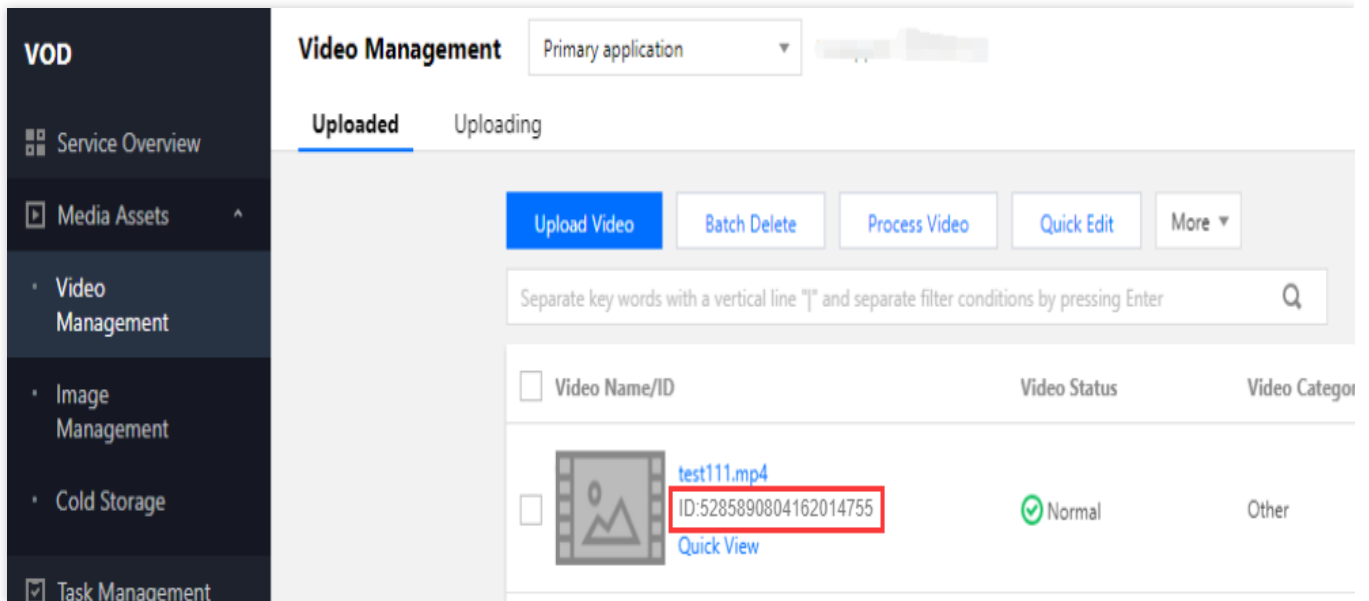 VOD
Service Overview
Media Assets
Video
Management
Image
Management
Cold Storage
Task Management
Video Management
Primary application
Uploaded
Uploading
Upload Video
Batch Delete
Process Video
Quick Edit
More
Separate key words with a vertical line "|" and separate filter conditions by pressing Enter
Video Name/ID
Video Status
Video Categor
test111.mp4
ID:5285890804162014755
Quick View
Normal
Other